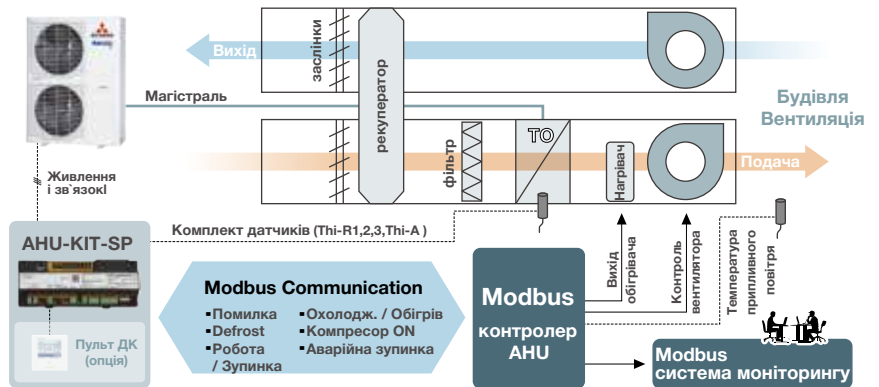 Вихід
заслінки
рекуператор
Магістраль
Будівля
Вентиляція
фільтр
ТО
Нагрівач
Подача
Живлення
і зв`язокІ
AHU-KIT-SP
Комплект датчиків (Thi-R1,2,3,Thi-A )
Пульт ДК
(опція)
Modbus Communication
▪Помилка
▪Defrost
▪Робота
/ Зупинка
▪Охолодж. / Обігрів
▪Компресор ON
▪Аварійна зупинка
Modbus
контролер
AHU
Вихід
обігрівача
Контроль
вентилятора
Температура
припливного
повітря
Modbus
система моніторингу